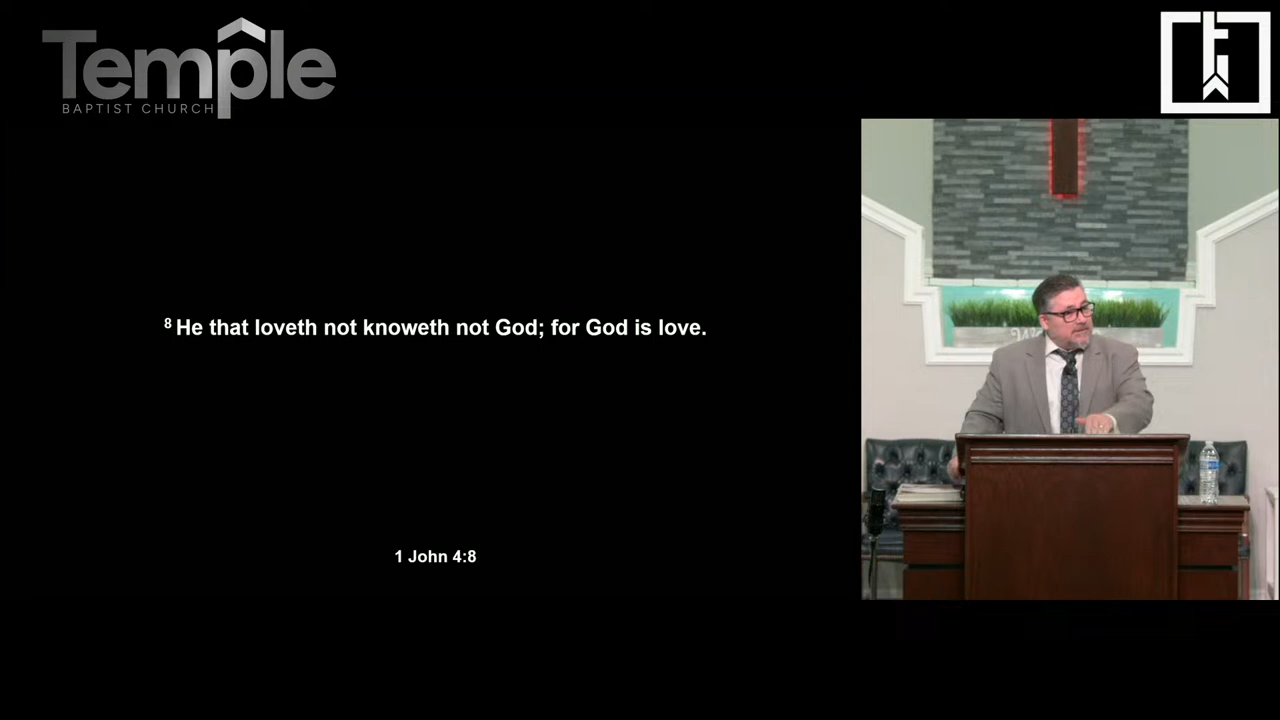 Temple
BAPTIST CHURCH
8 He that loveth not knoweth not God; for God is love.
1 John 4:8